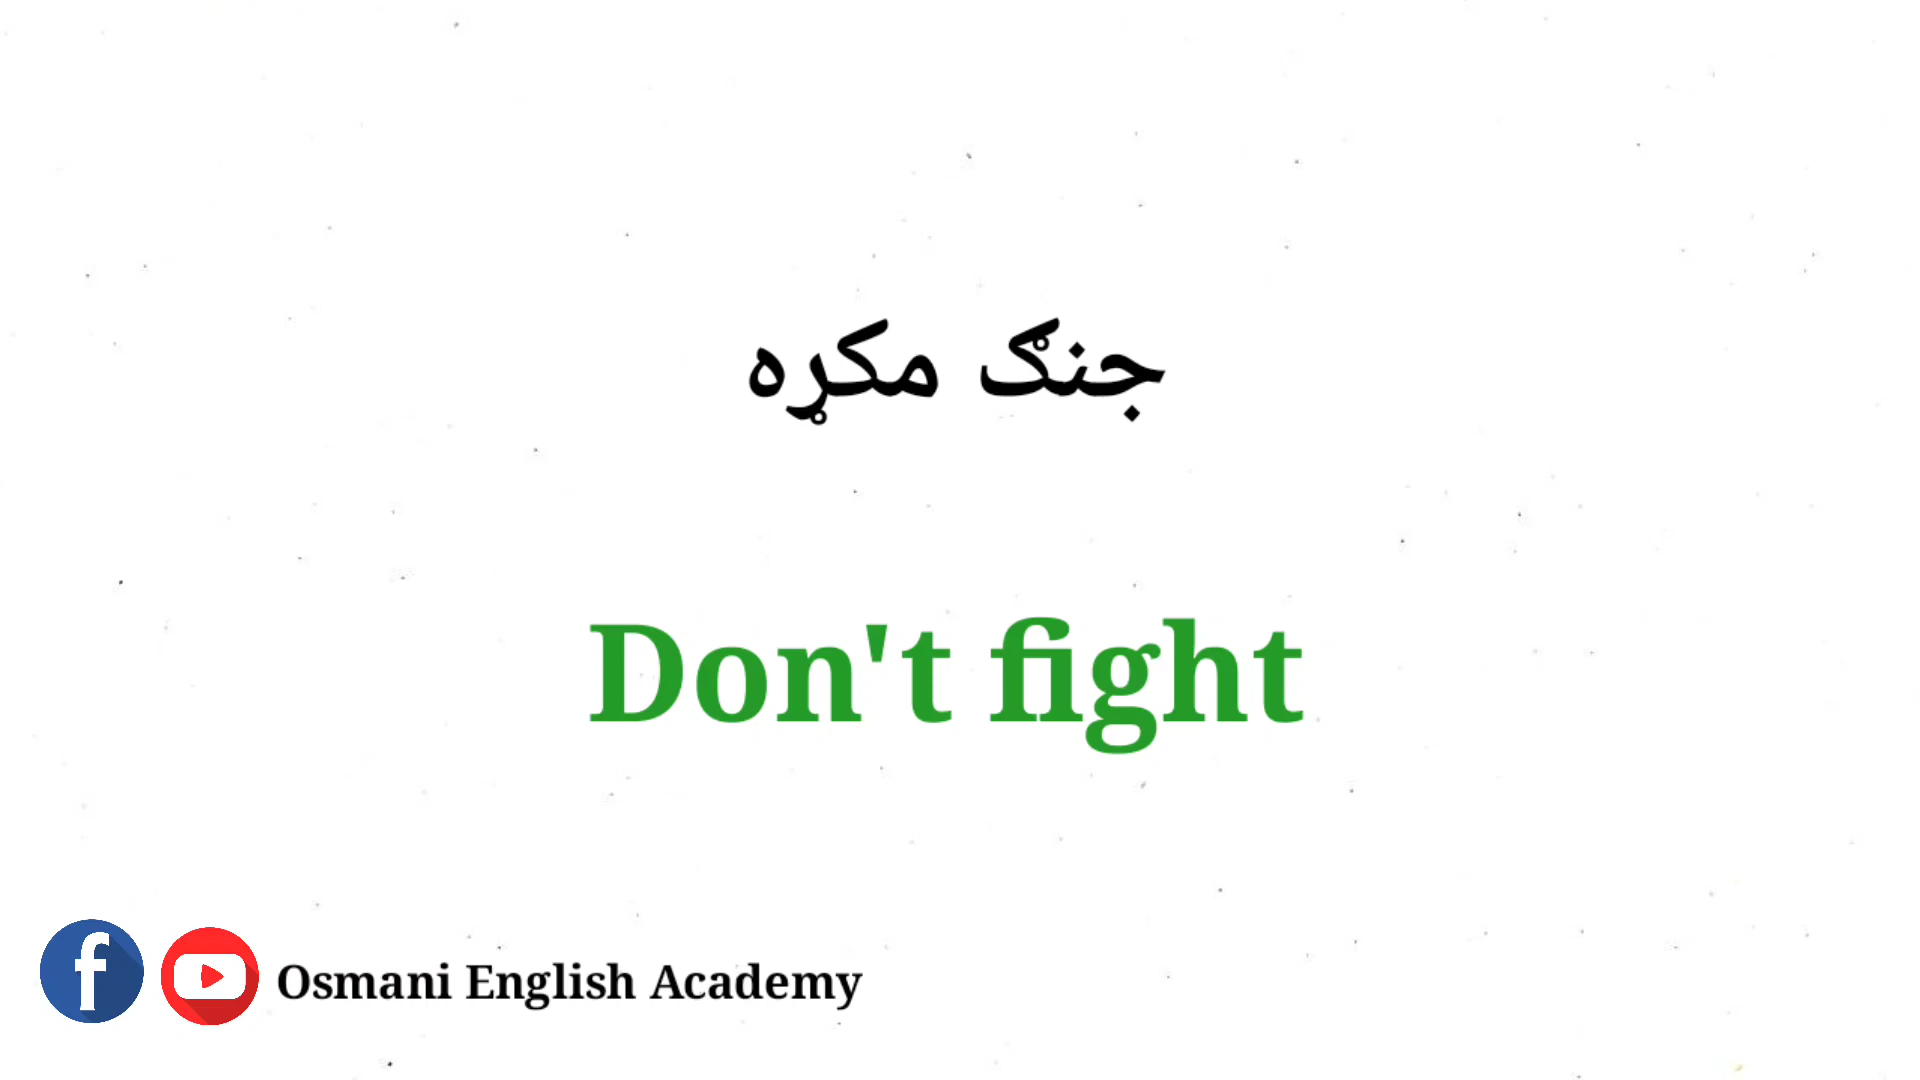 جنګ مکړه
Don't fight
Osmani English Academy